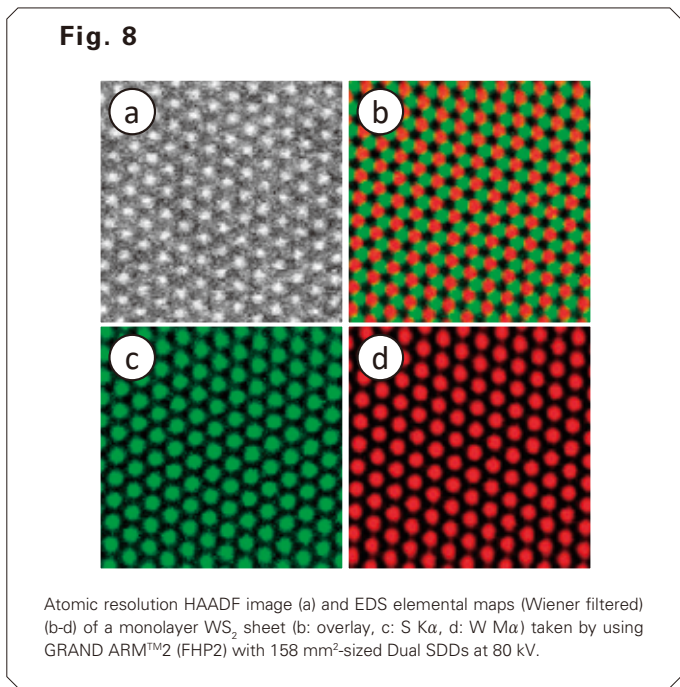 Fig. 8
a
b
c
d
Atomic resolution HAADF image (a) and EDS elemental maps (Wiener filtered)
(b-d) of a monolayer WS₂ sheet (b: overlay, c: S Kα, d: W Mα) taken by using
GRAND ARM™2 (FHP2) with 158 mm²-sized Dual SDDs at 80 kV.